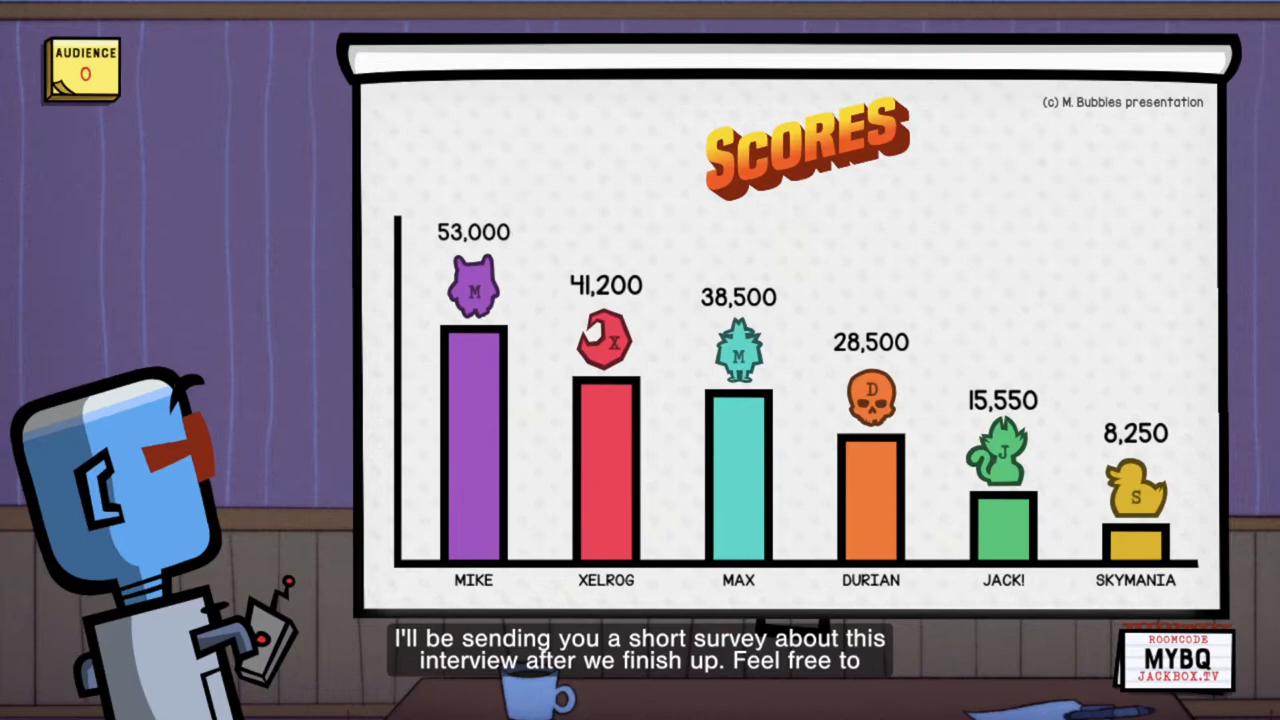 AUDIENCE
0
(c) M. Bubbles presentation
SCORES
53,000
M
41,200
X
38,500
M
28,500
D
15,550
J
8,250
S
MIKE
XELROG
MAX
DURIAN
JACK!
SKYMANIA
I'll be sending you a short survey about this
interview after we finish up. Feel free to
ROOMCODE
MYBQ
JACKBOX.TV